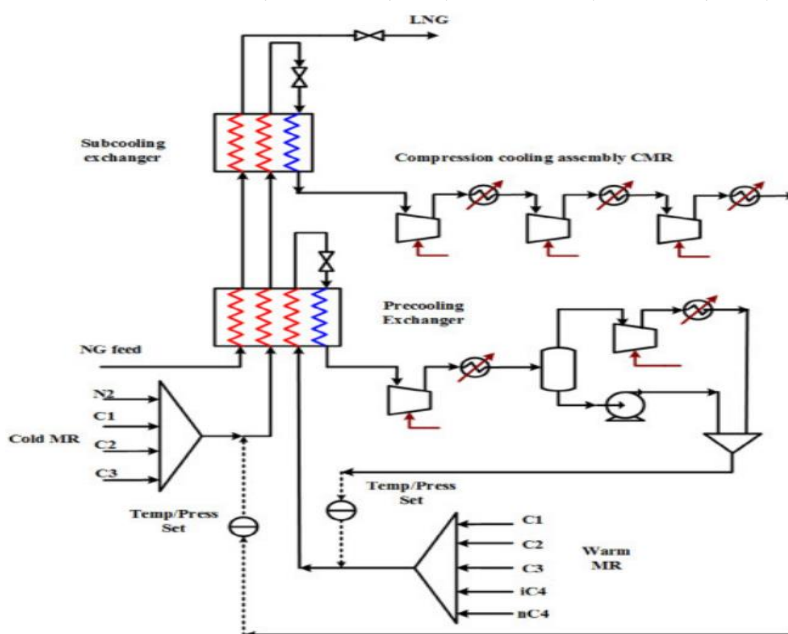 LNG
Subcooling
exchanger
Compression cooling assembly CMR
Precooling
Exchanger
NG feed
N2
C1
Cold MR
C2
C3
Temp/Press
Set
Temp/Press
Set
C1
C2
C3
iC4
nC4
Warm
MR